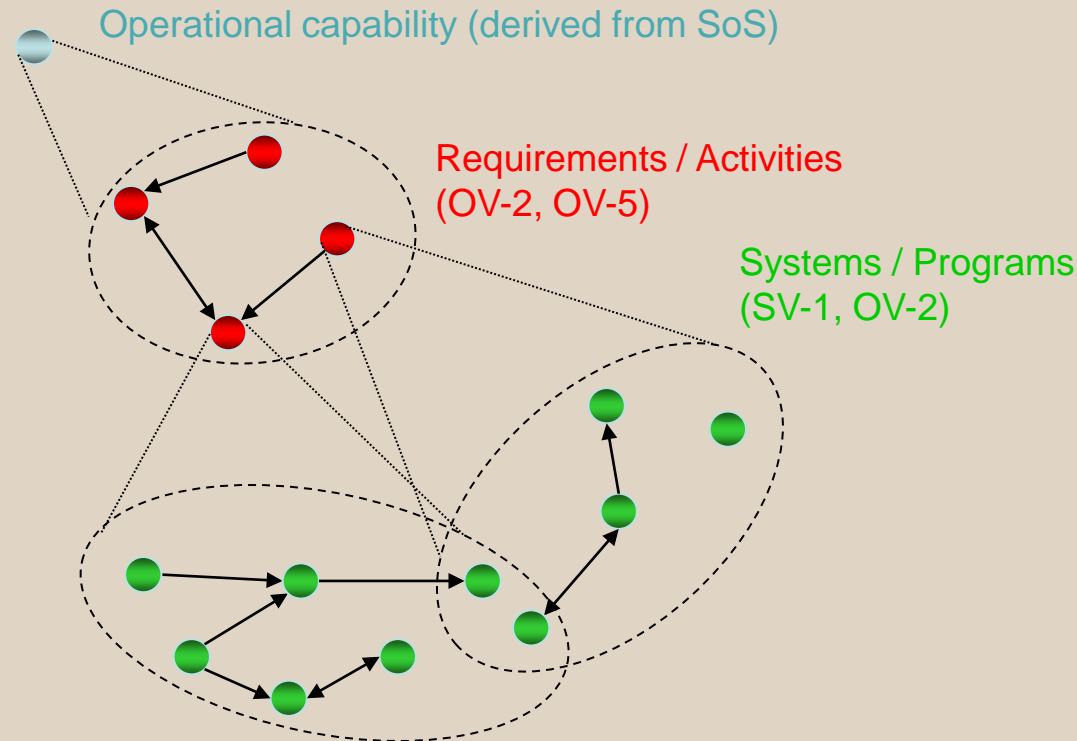 Operational capability (derived from SoS)
Requirements / Activities
(OV-2, OV-5)
Systems / Programs
(SV-1, OV-2)